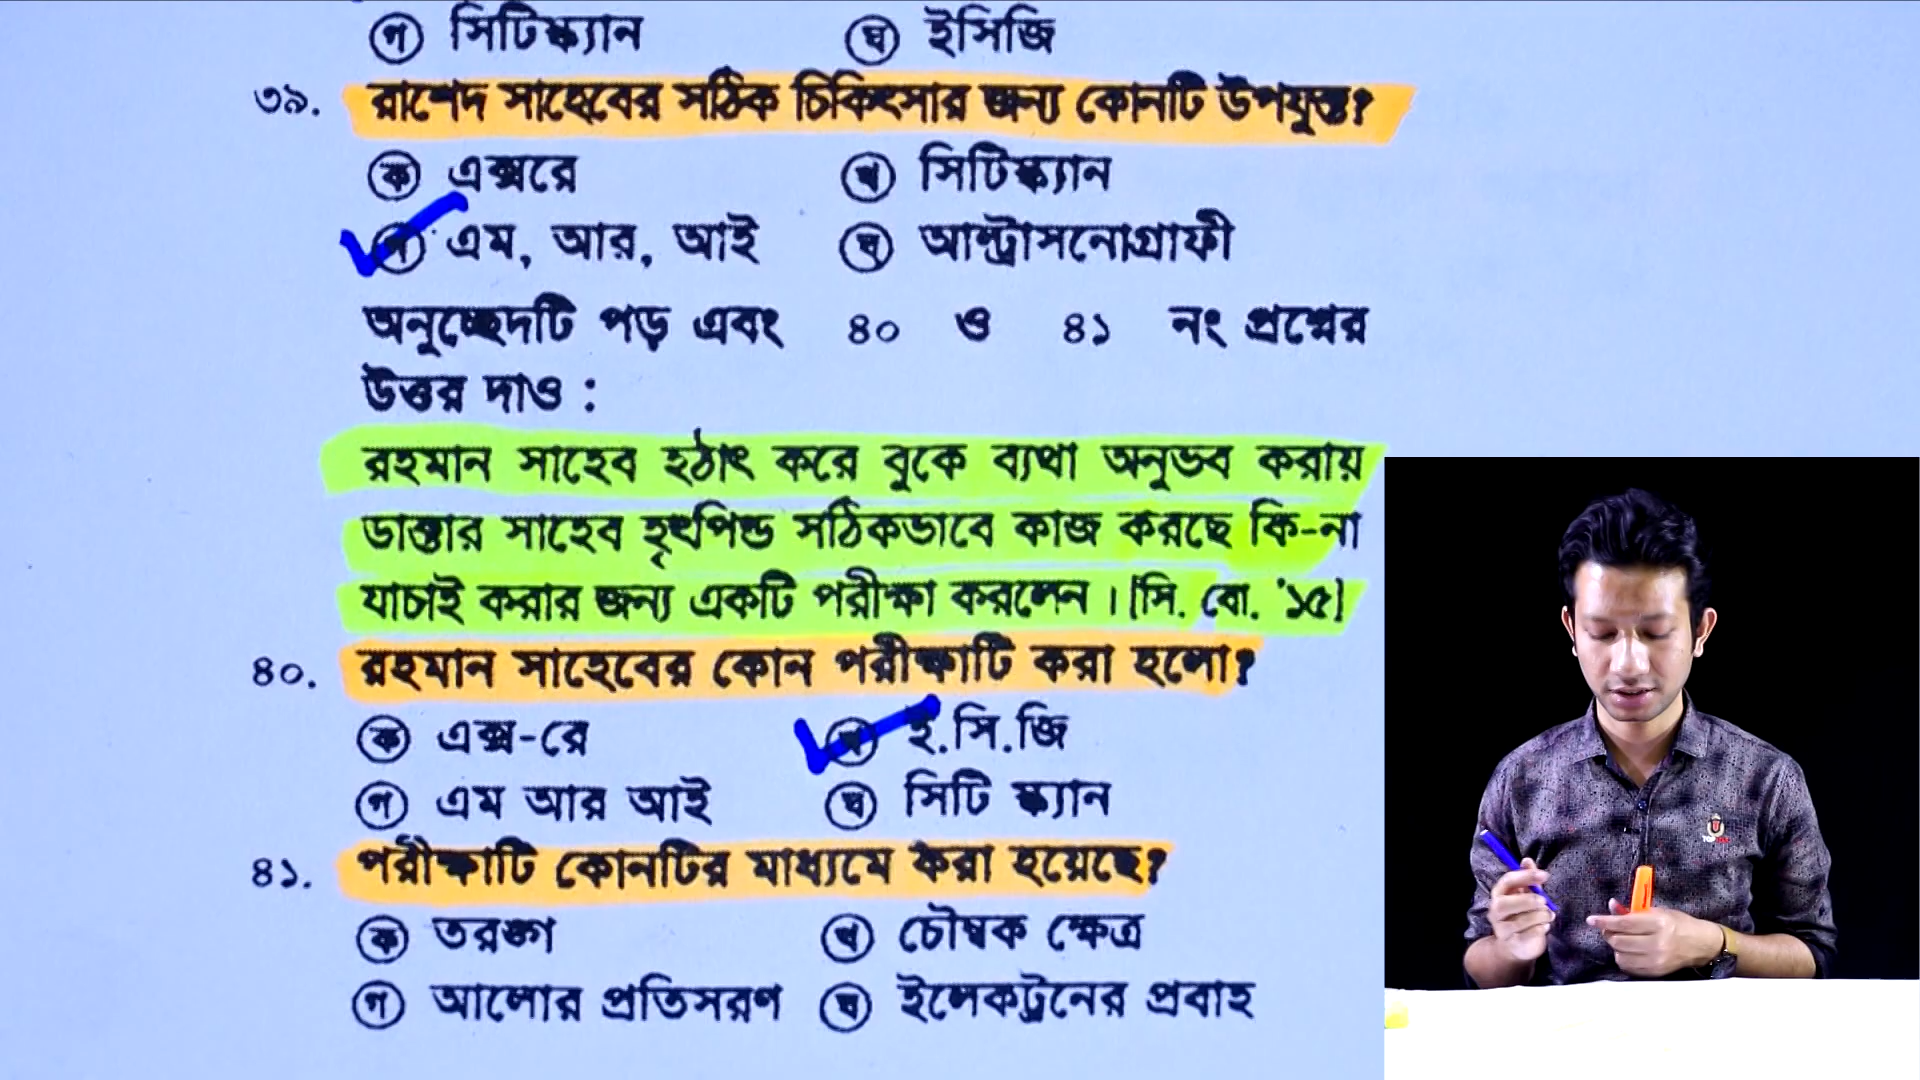 গ সিটিস্ক্যান ঘ ইসিজি
৩৯. রাশেদ সাহেবের সঠিক চিকিৎসার জন্য কোনটি উপযুক্ত?
ক এক্সরে খ সিটিস্ক্যান
গ এম, আর, আই ঘ আল্ট্রাসনোগ্রাফী
অনুচ্ছেদটি পড় এবং ৪০ ও ৪১ নং প্রশ্নের
উত্তর দাও :
রহমান সাহেব হঠাৎ করে বুকে ব্যথা অনুভব করায়
ডাক্তার সাহেব হৃৎপিন্ড সঠিকভাবে কাজ করছে কি-না
যাচাই করার জন্য একটি পরীক্ষা করলেন। [সি. বো. '১৫]
৪০. রহমান সাহেবের কোন পরীক্ষাটি করা হলো?
ক এক্স-রে খ ই.সি.জি
গ এম আর আই ঘ সিটি স্ক্যান
৪১. পরীক্ষাটি কোনটির মাধ্যমে করা হয়েছে?
ক তরঙ্গ খ চৌম্বক ক্ষেত্র
গ আলোর প্রতিসরণ ঘ ইলেকট্রনের প্রবাহ